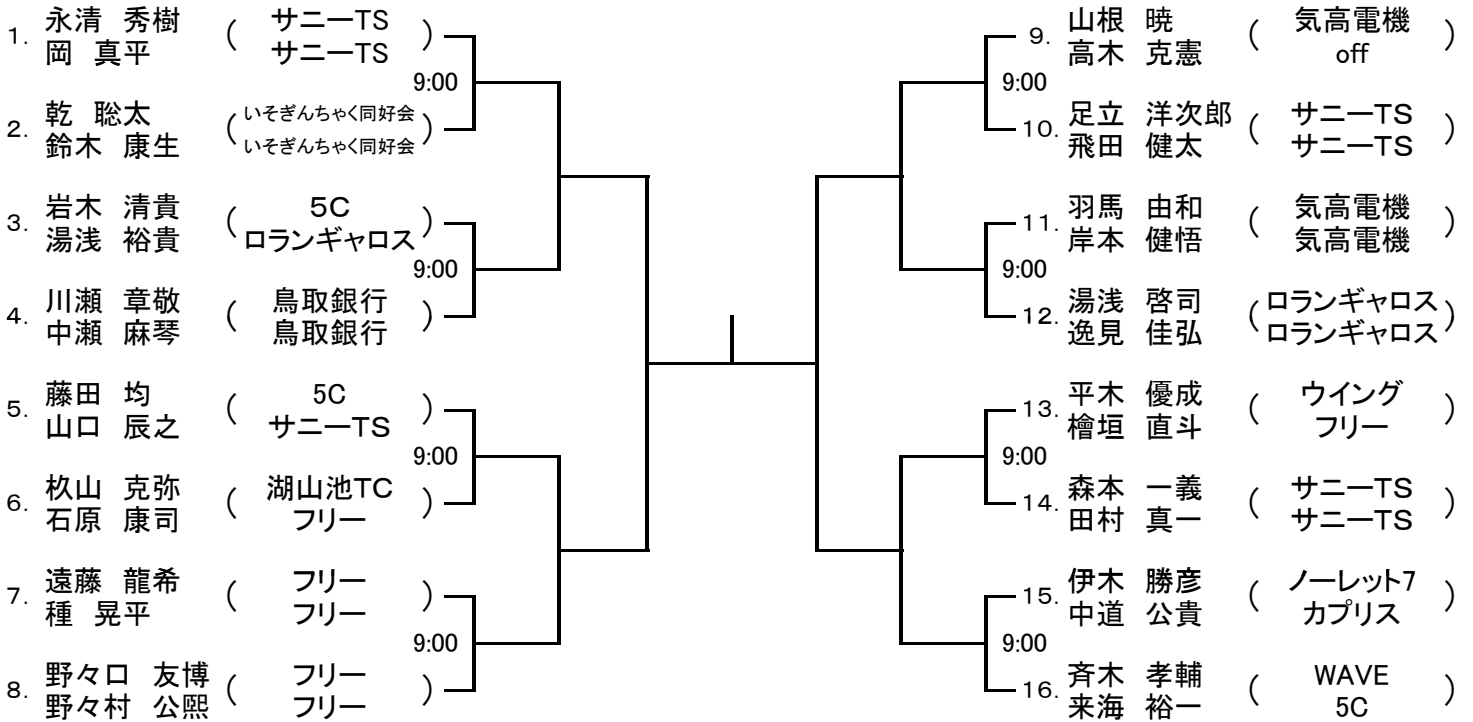 1. 永清 秀樹 ( サニーTS )
岡 真平 サニーTS
9:00
2. 乾 聡太 ( いそぎんちゃく同好会 )
鈴木 康生 いそぎんちゃく同好会
3. 岩木 清貴 ( 5C )
湯浅 裕貴 ロランギャロス
9:00
4. 川瀬 章敬 ( 鳥取銀行 )
中瀬 麻琴 鳥取銀行
5. 藤田 均 ( 5C )
山口 辰之 サニーTS
9:00
6. 杦山 克弥 ( 湖山池TC )
石原 康司 フリー
7. 遠藤 龍希 ( フリー )
種 晃平 フリー
9:00
8. 野々口 友博 ( フリー )
野々村 公熙 フリー
9. 山根 暁 ( 気高電機 )
高木 克憲 off
9:00
10. 足立 洋次郎 ( サニーTS )
飛田 健太 サニーTS
11. 羽馬 由和 ( 気高電機 )
岸本 健悟 気高電機
9:00
12. 湯浅 啓司 ( ロランギャロス )
逸見 佳弘 ロランギャロス
13. 平木 優成 ( ウイング )
檜垣 直斗 フリー
9:00
14. 森本 一義 ( サニーTS )
田村 真一 サニーTS
15. 伊木 勝彦 ( ノーレット7 )
中道 公貴 カプリス
9:00
16. 斉木 孝輔 ( WAVE )
来海 裕一 5C